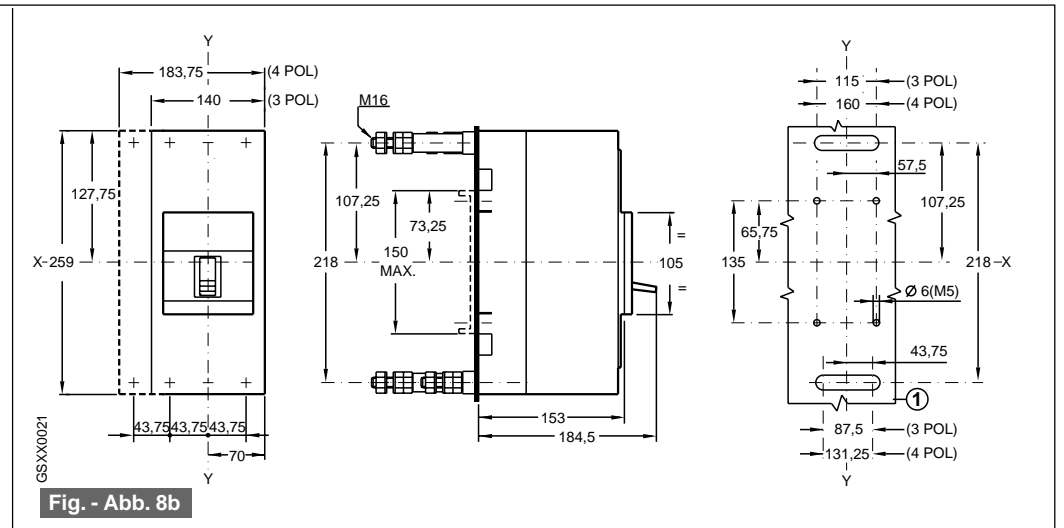 Y
183,75 (4 POL)
140 (3 POL)
127,75
X 259
43,75 43,75 43,75
70
Y
GSXX0021
M16
107,25
73,25
218
150
MAX.
=
105
=
153
184,5
Y
115 (3 POL)
160 (4 POL)
57,5
107,25
65,75
135
218 X
Ø 6(M5)
43,75
1
87,5 (3 POL)
131,25 (4 POL)
Y
Fig. - Abb. 8b